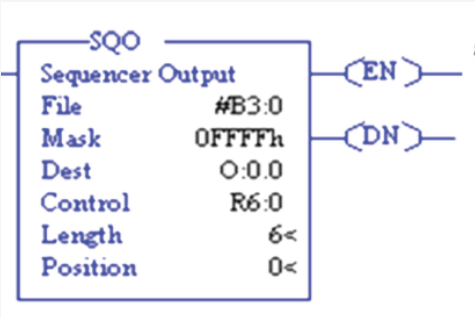 SQO
Sequencer Output
EN
File #B3:0
Mask 0FFFFh
DN
Dest O:0.0
Control R6:0
Length 6<
Position 0<